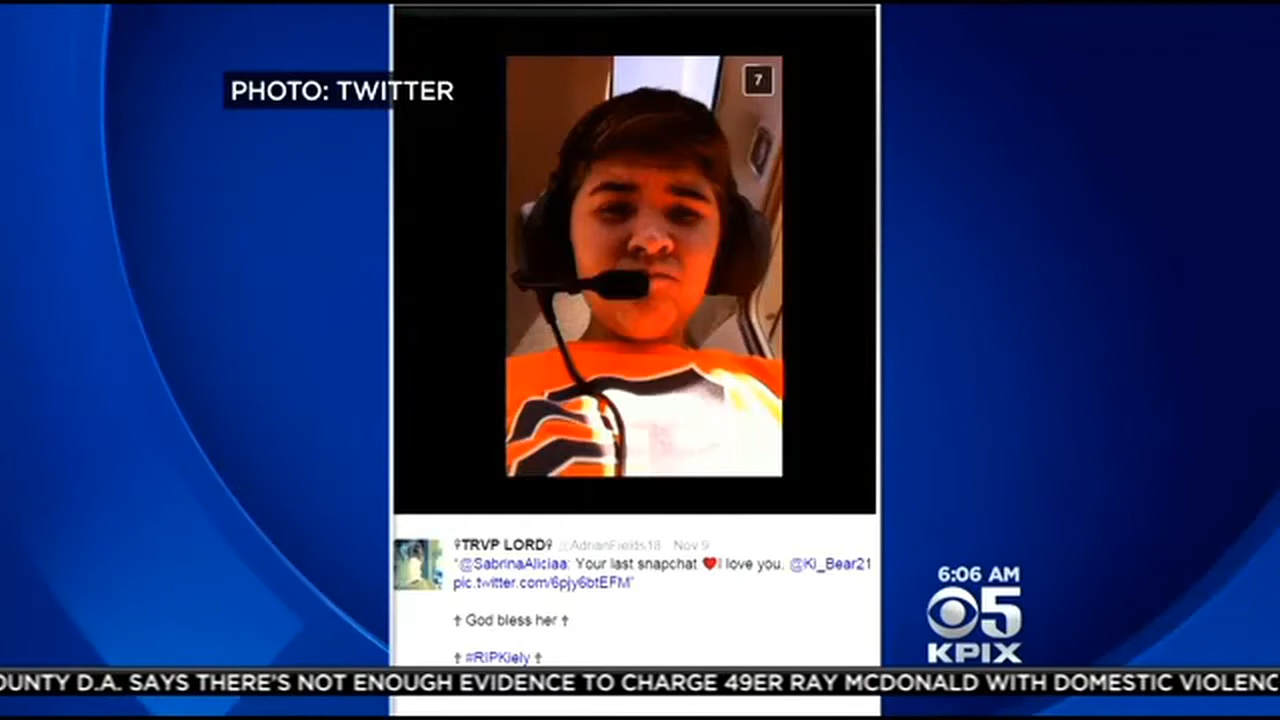 PHOTO: TWITTER
7
TRVP LORD @AdrianFields18 Nov 9
"@SabrinaAliciaa: Your last snapchat ❤I love you, @Ki_Bear21
pic.twitter.com/6pjy6btEFM"
✝ God bless her ✝
✝ #RIPKiely ✝
6:06 AM
5
KPIX
OUNTY D.A. SAYS THERE'S NOT ENOUGH EVIDENCE TO CHARGE 49ER RAY MCDONALD WITH DOMESTIC VIOLENC